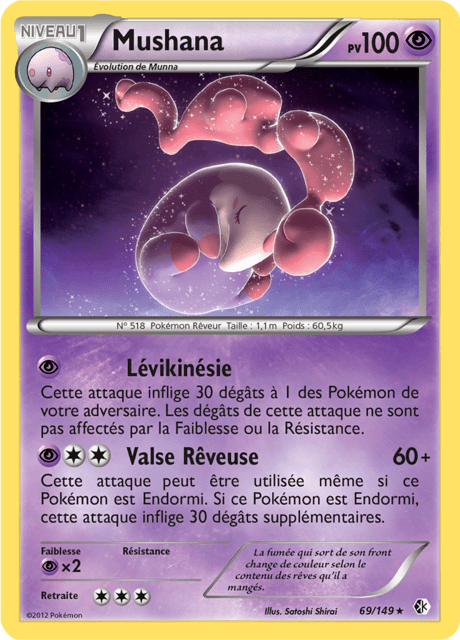 NIVEAU 1
Mushana
PV 100
Évolution de Munna
N° 518 Pokémon Rêveur Taille : 1,1m Poids : 60,5kg
Lévikinésie
Cette attaque inflige 30 dégâts à 1 des Pokémon de
votre adversaire. Les dégâts de cette attaque ne sont
pas affectés par la Faiblesse ou la Résistance.
Valse Rêveuse 60+
Cette attaque peut être utilisée même si ce
Pokémon est Endormi. Si ce Pokémon est Endormi,
cette attaque inflige 30 dégâts supplémentaires.
Faiblesse Résistance
×2
La fumée qui sort de son front
change de couleur selon le
contenu des rêves qu'il a
mangés.
Retraite
©2012 Pokémon
Illus. Satoshi Shirai 69/149 ★